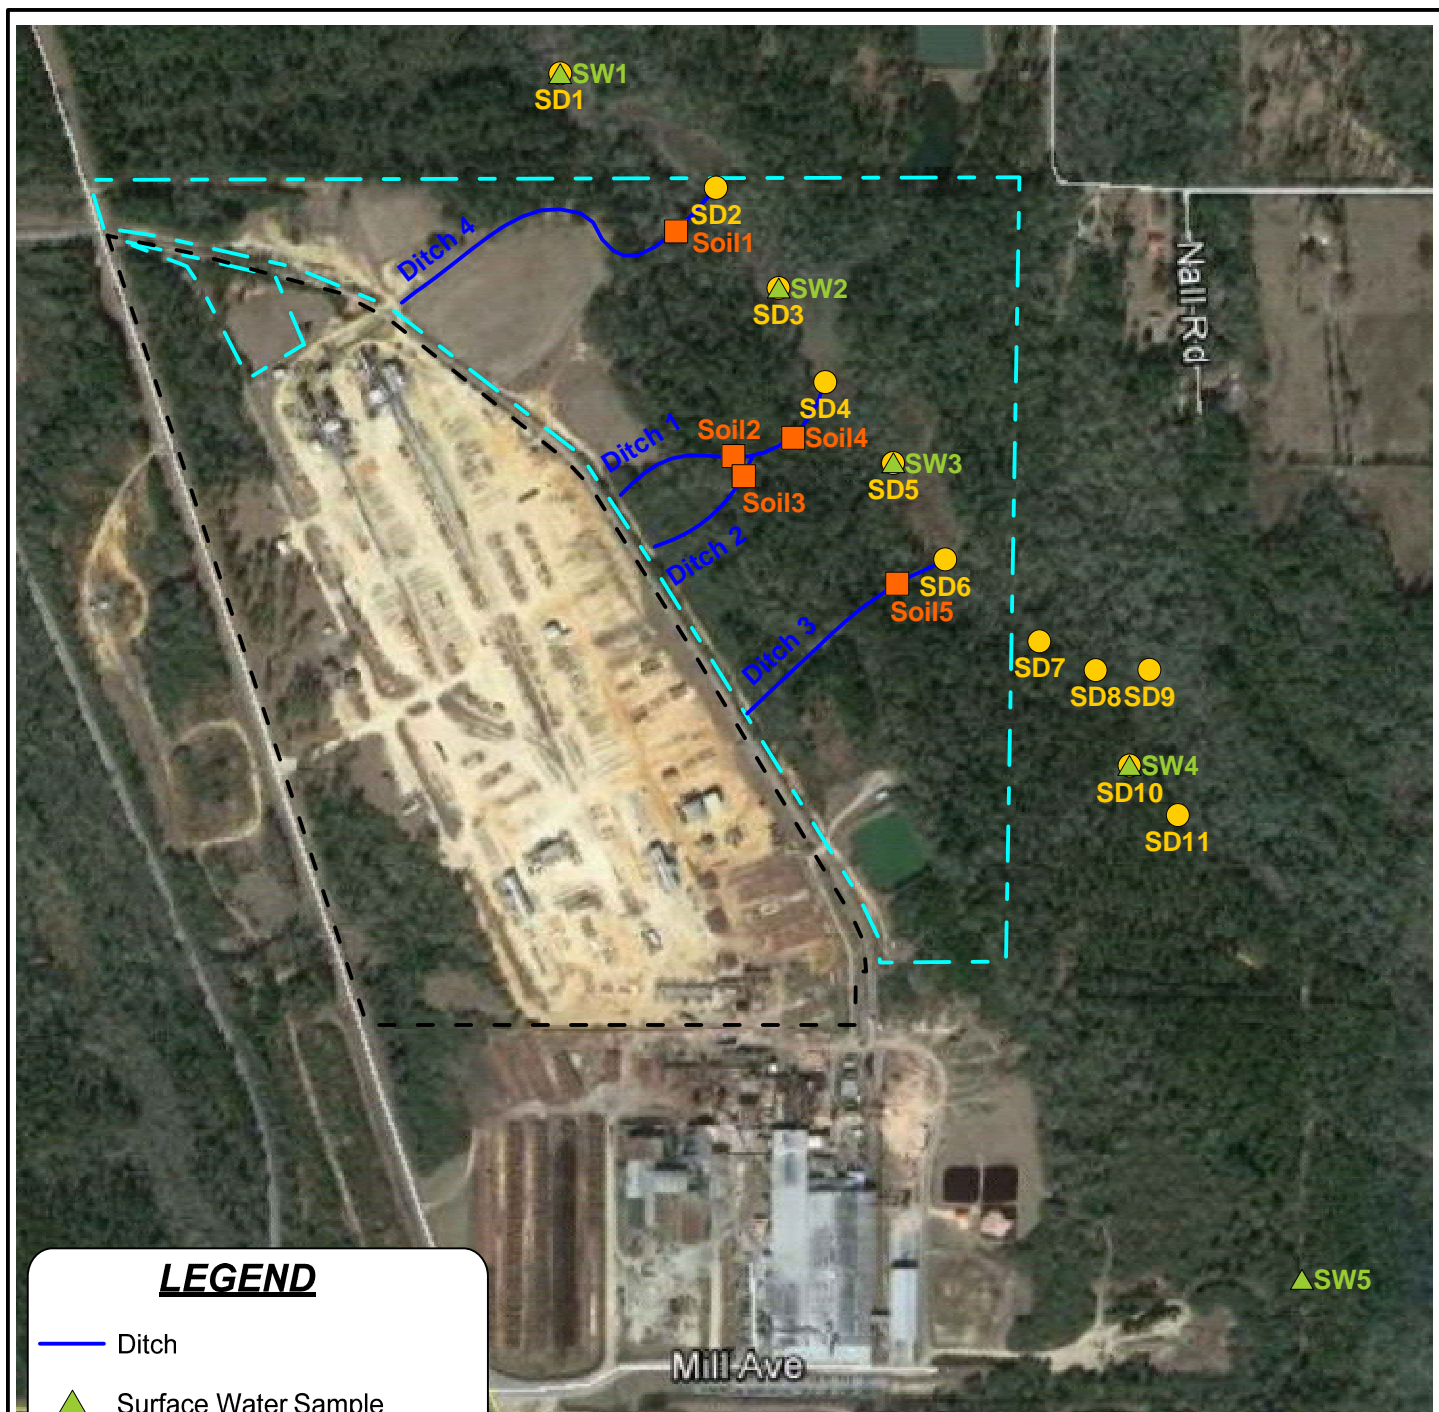 SW1
SD1
SD2
Soil1
Ditch 4
SW2
SD3
Nall Rd
SD4
Soil2
Soil4
Ditch 1
SW3
SD5
Soil3
Ditch 2
SD6
Soil5
Ditch 3
SD7
SD8
SD9
SW4
SD10
SD11
LEGEND
SW5
Ditch
Mill Ave
Surface Water Sample